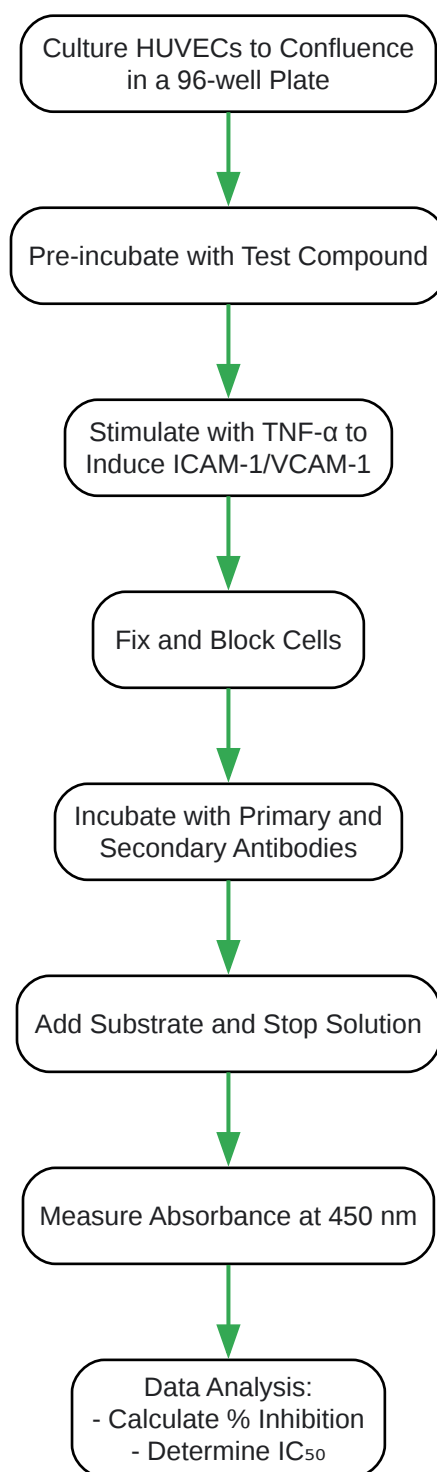 Culture HUVECs to Confluence
in a 96-well Plate
Pre-incubate with Test Compound
Stimulate with TNF-α to
Induce ICAM-1/VCAM-1
Fix and Block Cells
Incubate with Primary and
Secondary Antibodies
Add Substrate and Stop Solution
Measure Absorbance at 450 nm
Data Analysis:
- Calculate % Inhibition
- Determine IC₅₀